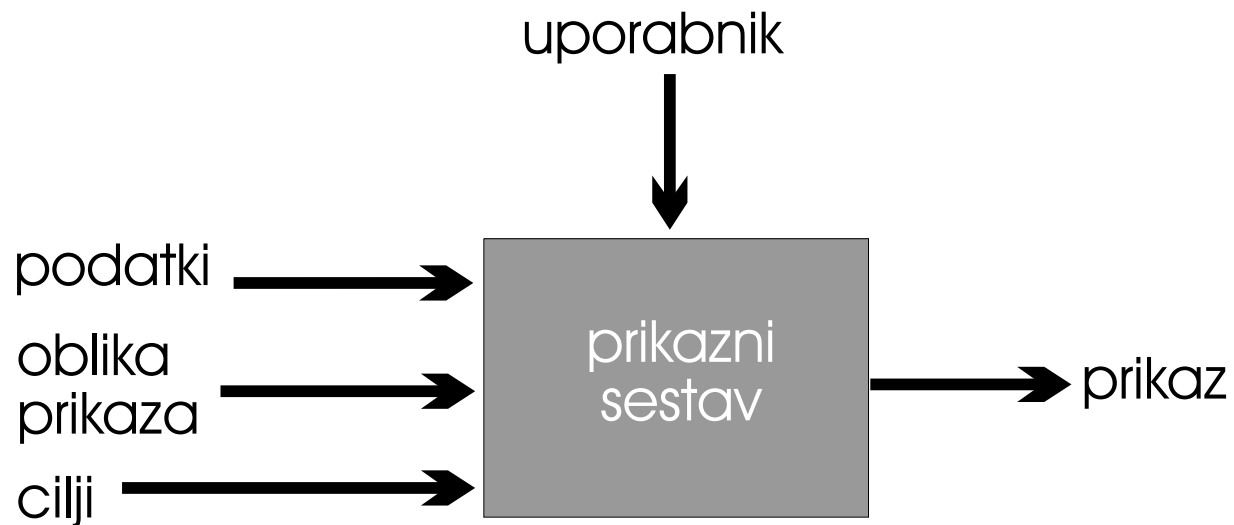 uporabnik
podatki
oblika
prikaza
cilji
prikazni
sestav
prikaz